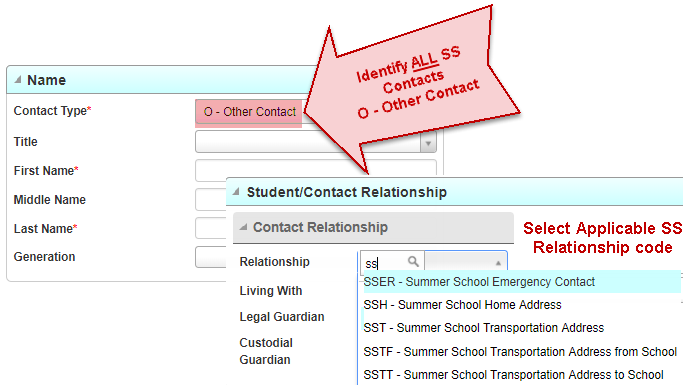 Identify ALL SS
Contacts
O - Other Contact
Name
Contact Type*
O - Other Contact
Title
First Name*
Middle Name
Last Name*
Generation
Student/Contact Relationship
Contact Relationship
Select Applicable SS
Relationship code
Relationship
ss
SSER - Summer School Emergency Contact
Living With
SSH - Summer School Home Address
Legal Guardian
SST - Summer School Transportation Address
Custodial
Guardian
SSTF - Summer School Transportation Address from School
SSTT - Summer School Transportation Address to School